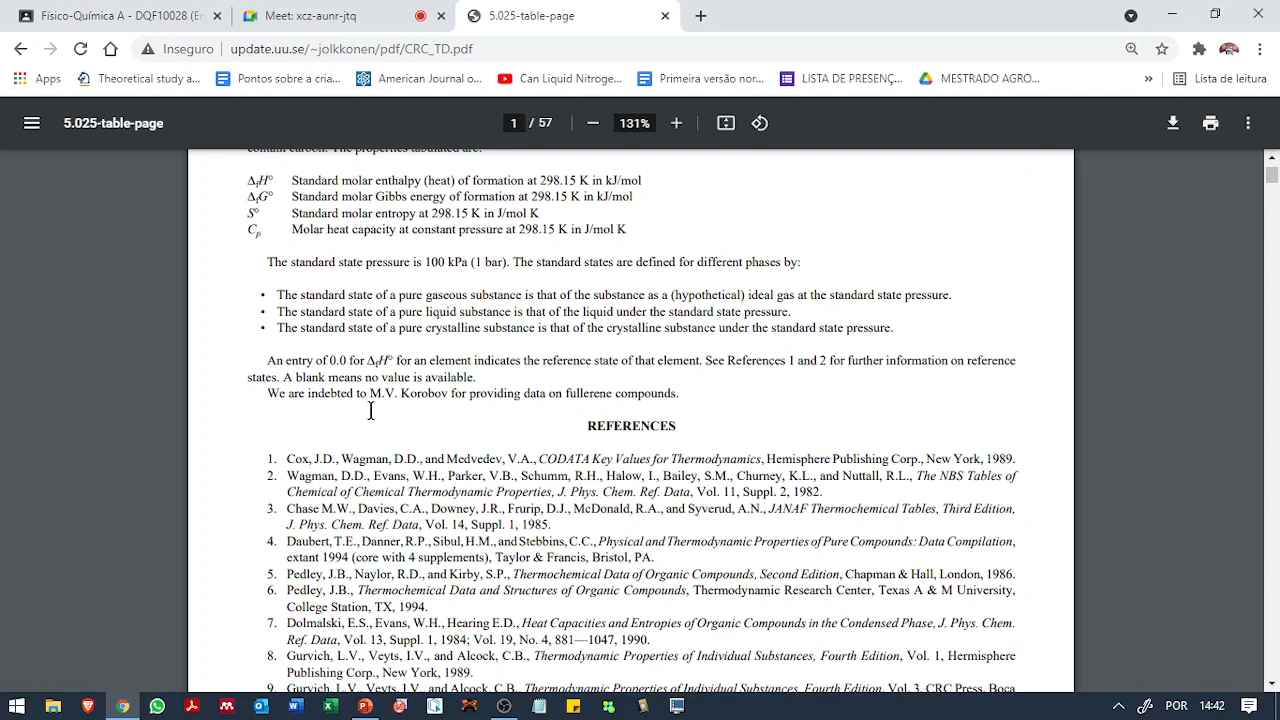 Físico-Química - DQF10028 (En
Meet: xcz-aunr-jtq
5.025-table-page
Inseguro
update.uu.se/~jolkkonen/pdf/CRC_TD.pdf
Apps
Theoretical study a...
Pontos sobre a cria...
American Journal o...
Can Liquid Nitroge...
Primeira versão nor...
LISTA DE PRESENÇ...
MESTRADO AGRO...
»
Lista de leitura
5.025-table-page
1 / 57
131%
contain carbon. The properties tabulated are:
ΔfH° Standard molar enthalpy (heat) of formation at 298.15 K in kJ/mol
ΔfG° Standard molar Gibbs energy of formation at 298.15 K in kJ/mol
S° Standard molar entropy at 298.15 K in J/mol K
Cp Molar heat capacity at constant pressure at 298.15 K in J/mol K
The standard state pressure is 100 kPa (1 bar). The standard states are defined for different phases by:
• The standard state of a pure gaseous substance is that of the substance as a (hypothetical) ideal gas at the standard state pressure.
• The standard state of a pure liquid substance is that of the liquid under the standard state pressure.
• The standard state of a pure crystalline substance is that of the crystalline substance under the standard state pressure.
An entry of 0.0 for ΔfH° for an element indicates the reference state of that element. See References 1 and 2 for further information on reference
states. A blank means no value is available.
We are indebted to M.V. Korobov for providing data on fullerene compounds.
REFERENCES
1. Cox, J.D., Wagman, D.D., and Medvedev, V.A., CODATA Key Values for Thermodynamics, Hemisphere Publishing Corp., New York, 1989.
2. Wagman, D.D., Evans, W.H., Parker, V.B., Schumm, R.H., Halow, I., Bailey, S.M., Churney, K.L., and Nuttall, R.L., The NBS Tables of
Chemical of Chemical Thermodynamic Properties, J. Phys. Chem. Ref. Data, Vol. 11, Suppl. 2, 1982.
3. Chase M.W., Davies, C.A., Downey, J.R., Frurip, D.J., McDonald, R.A., and Syverud, A.N., JANAF Thermochemical Tables, Third Edition,
J. Phys. Chem. Ref. Data, Vol. 14, Suppl. 1, 1985.
4. Daubert, T.E., Danner, R.P., Sibul, H.M., and Stebbins, C.C., Physical and Thermodynamic Properties of Pure Compounds: Data Compilation,
extant 1994 (core with 4 supplements), Taylor & Francis, Bristol, PA.
5. Pedley, J.B., Naylor, R.D., and Kirby, S.P., Thermochemical Data of Organic Compounds, Second Edition, Chapman & Hall, London, 1986.
6. Pedley, J.B., Thermochemical Data and Structures of Organic Compounds, Thermodynamic Research Center, Texas A & M University,
College Station, TX, 1994.
7. Dolmalski, E.S., Evans, W.H., Hearing E.D., Heat Capacities and Entropies of Organic Compounds in the Condensed Phase, J. Phys. Chem.
Ref. Data, Vol. 13, Suppl. 1, 1984; Vol. 19, No. 4, 881—1047, 1990.
8. Gurvich, L.V., Veyts, I.V., and Alcock, C.B., Thermodynamic Properties of Individual Substances, Fourth Edition, Vol. 1, Hermisphere
Publishing Corp., New York, 1989.
9. Gurvich, L.V., Veyts, I.V., and Alcock, C.B., Thermodynamic Properties of Individual Substances, Fourth Edition, Vol. 3, CRC Press, Boca
POR
14:42